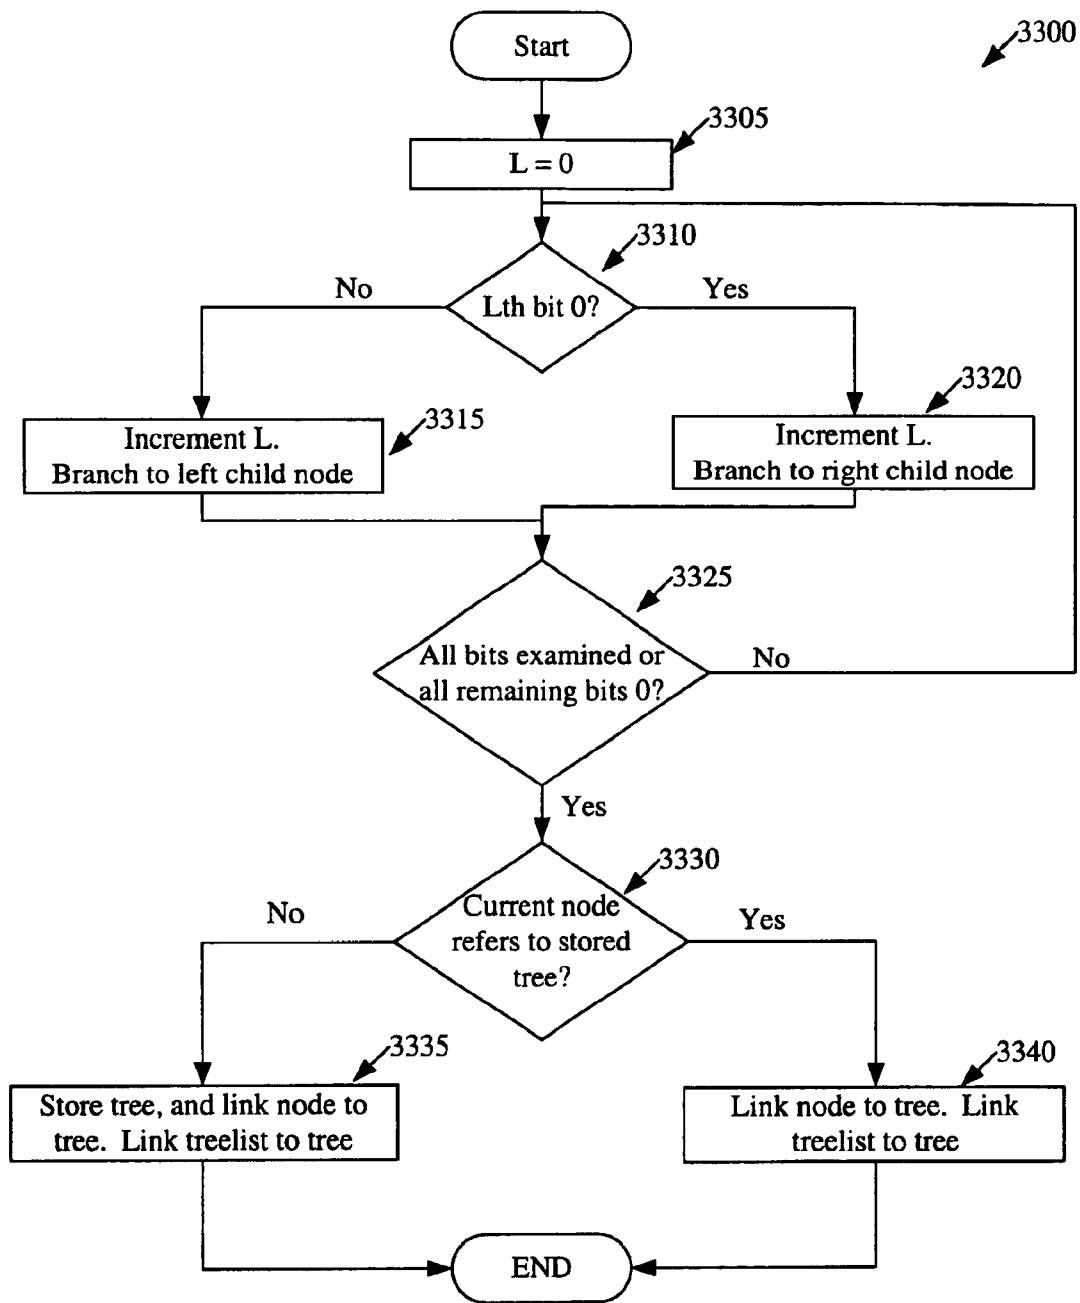 Start
3300
3305
L = 0
3310
No
Yes
Lth bit 0?
3320
3315
Increment L.
Branch to left child node
Increment L.
Branch to right child node
3325
All bits examined or
all remaining bits 0?
No
Yes
3330
No
Current node
refers to stored
tree?
Yes
3335
3340
Store tree, and link node to
tree. Link treelist to tree
Link node to tree. Link
treelist to tree
END